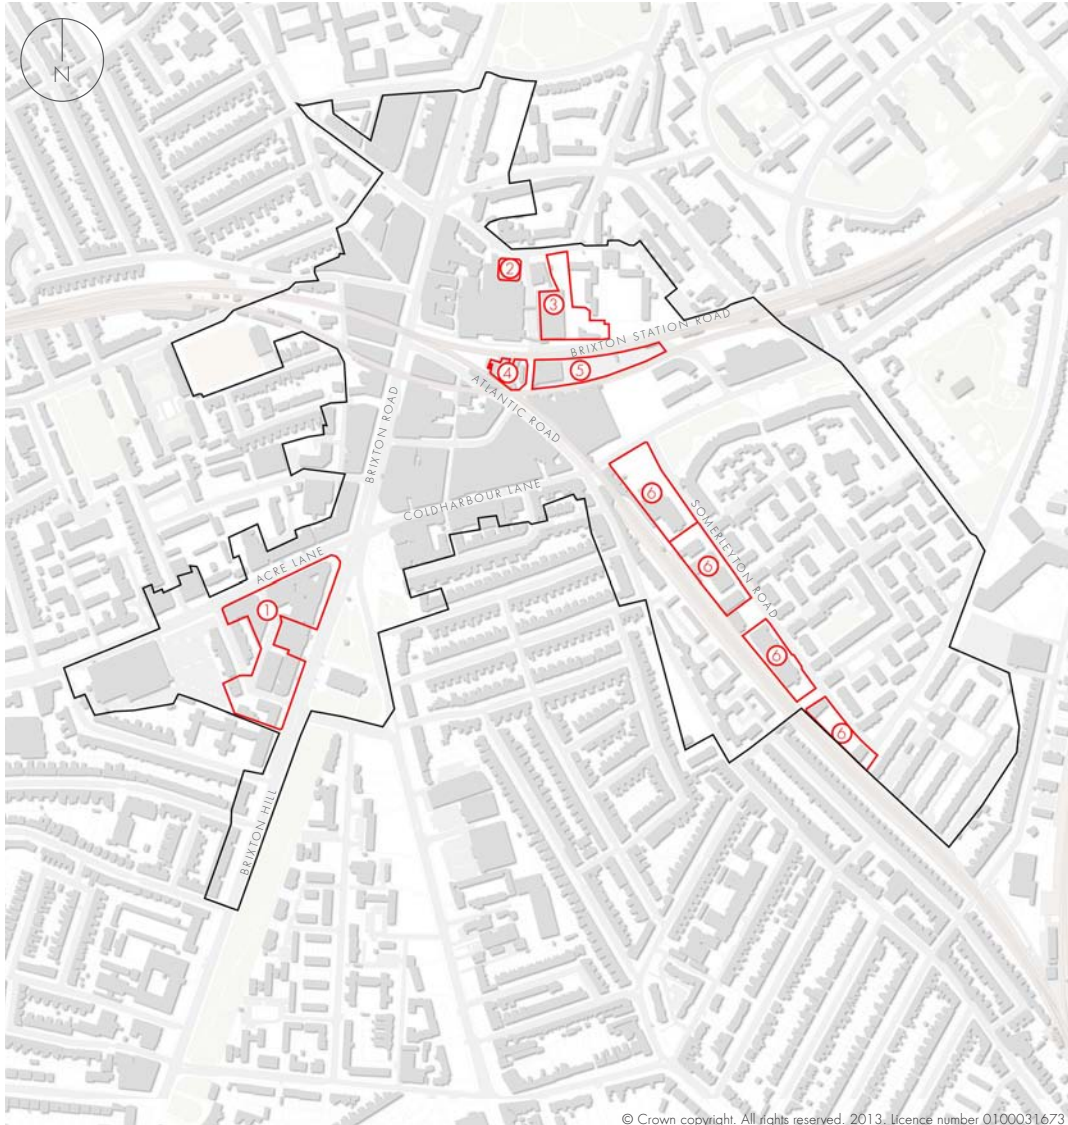 N
2
3
BRIXTON STATION ROAD
4
5
ATLANTIC ROAD
BRIXTON ROAD
COLDHARBOUR LANE
6
SOMERLEYTON ROAD
6
ACRE LANE
1
6
6
BRIXTON HILL
© Crown copyright. All rights reserved. 2013. Licence number 0100031673